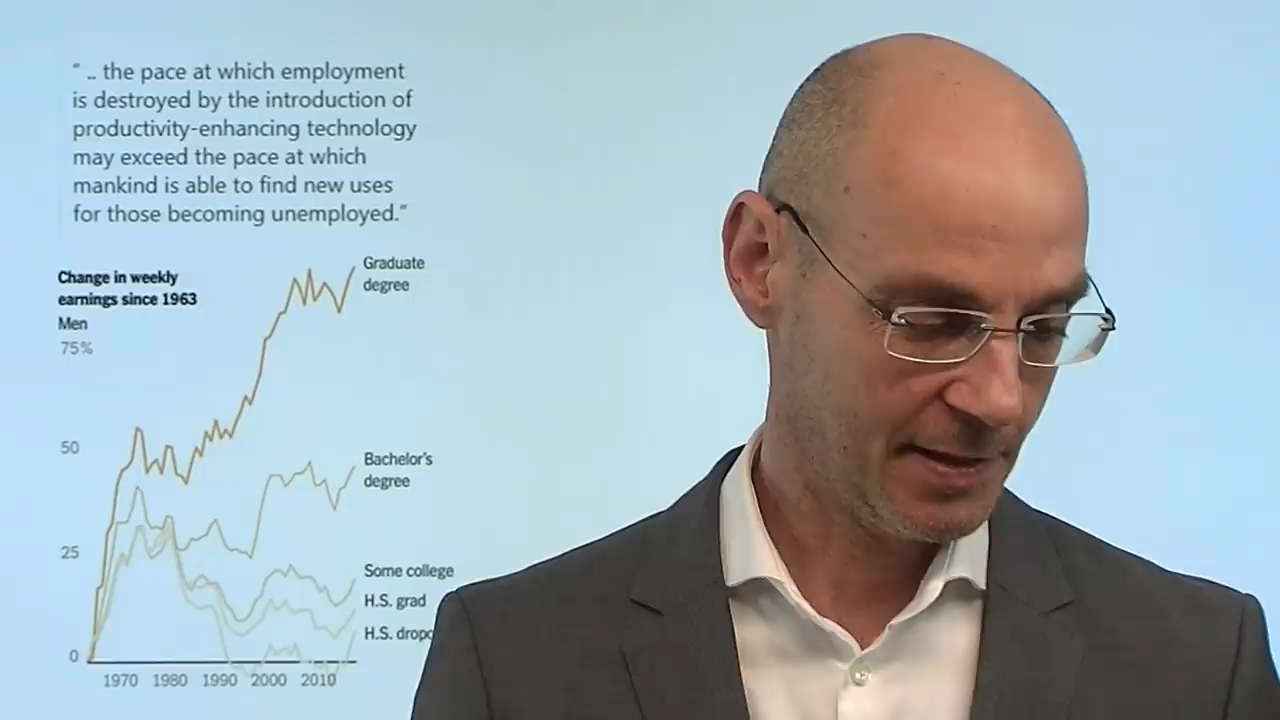 " .. the pace at which employment
is destroyed by the introduction of
productivity-enhancing technology
may exceed the pace at which
mankind is able to find new uses
for those becoming unemployed."
Change in weekly
earnings since 1963
Men
75%
50
25
0
Graduate
degree
Bachelor's
degree
Some college
H.S. grad
H.S. dropo
1970 1980 1990 2000 2010